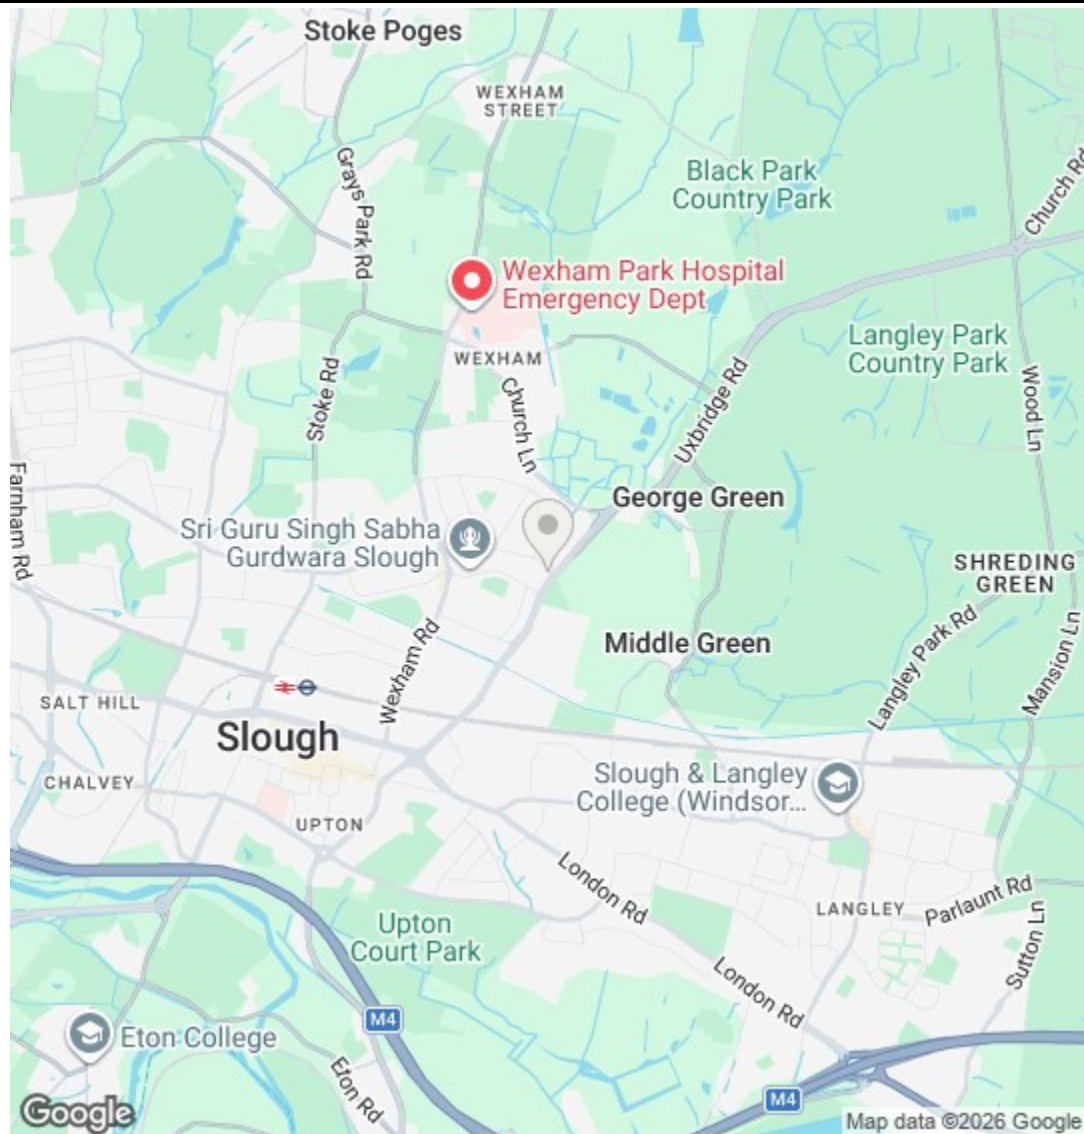 Stoke Poges
WEXHAM
STREET
Grays Park Rd
Black Park
Country Park
Church Rd
Wexham Park Hospital
Emergency Dept
WEXHAM
Langley Park
Country Park
Stoke Rd
Church Ln
Uxbridge Rd
Wood Ln
Farnham Rd
George Green
Sri Guru Singh Sabha
Gurdwara Slough
SHREDING
GREEN
Middle Green
Wexham Rd
Langley Park Rd
Mansion Ln
SALT HILL
Slough
CHALVEY
Slough & Langley
College (Windsor...
UPTON
London Rd
LANGLEY
Parlaunt Rd
Upton
Court Park
Sutton Ln
London Rd
M4
Eton College
Eton Rd
M4
Google
Map data ©2026 Google